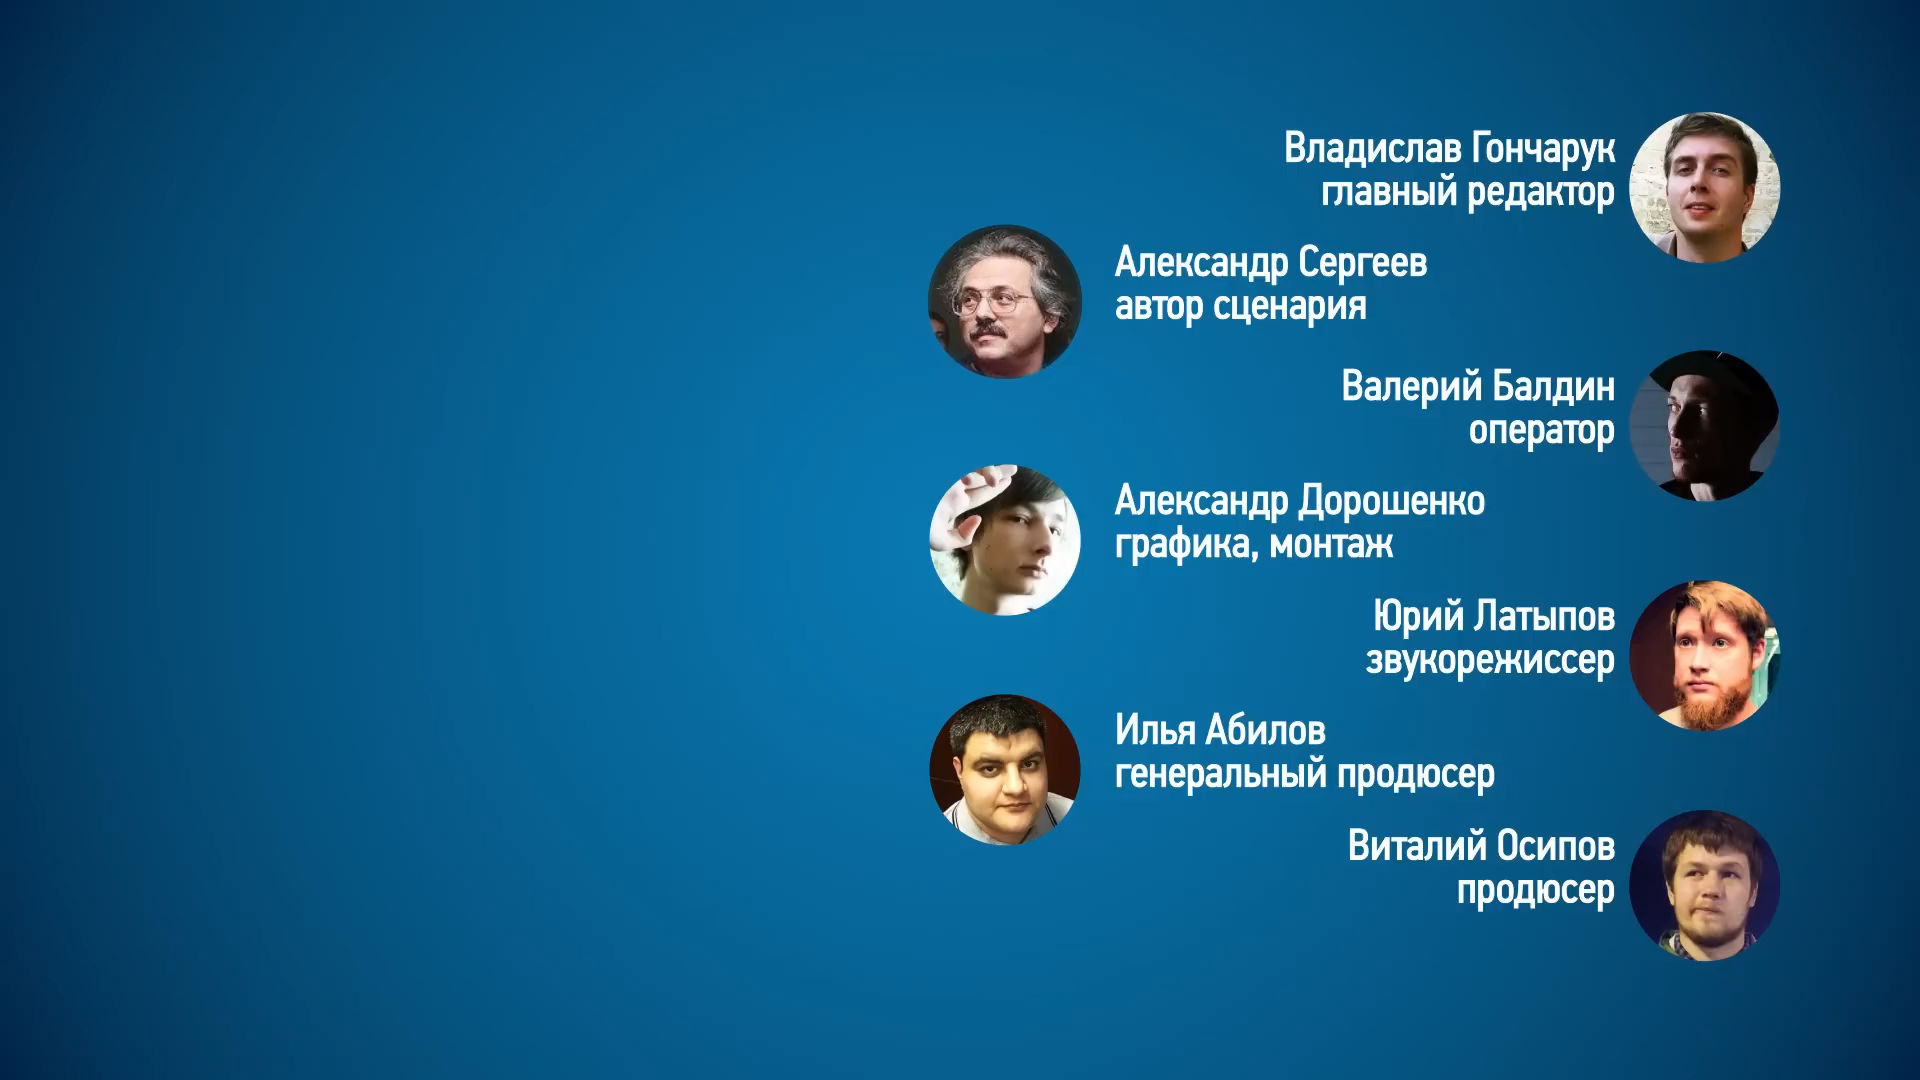 Владислав Гончарук
главный редактор
Александр Сергеев
автор сценария
Валерий Балдин
оператор
Александр Дорошенко
графика, монтаж
Юрий Латыпов
звукорежиссер
Илья Абилов
генеральный продюсер
Виталий Осипов
продюсер